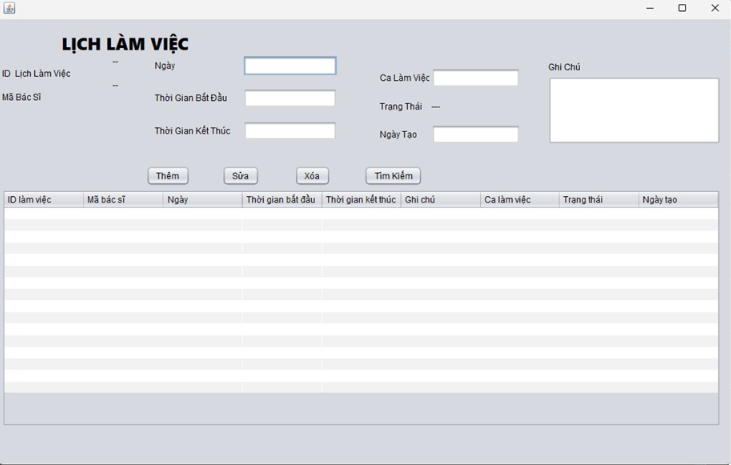 LỊCH LÀM VIỆC
ID Lịch Làm Việc --
Mã Bác Sĩ --
Ngày
Thời Gian Bắt Đầu
Thời Gian Kết Thúc
Ca Làm Việc
Trạng Thái ---
Ngày Tạo
Ghi Chú
Thêm Sửa Xóa Tìm Kiếm
ID làm việc Mã bác sĩ Ngày Thời gian bắt đầu Thời gian kết thúc Ghi chú Ca làm việc Trạng thái Ngày tạo